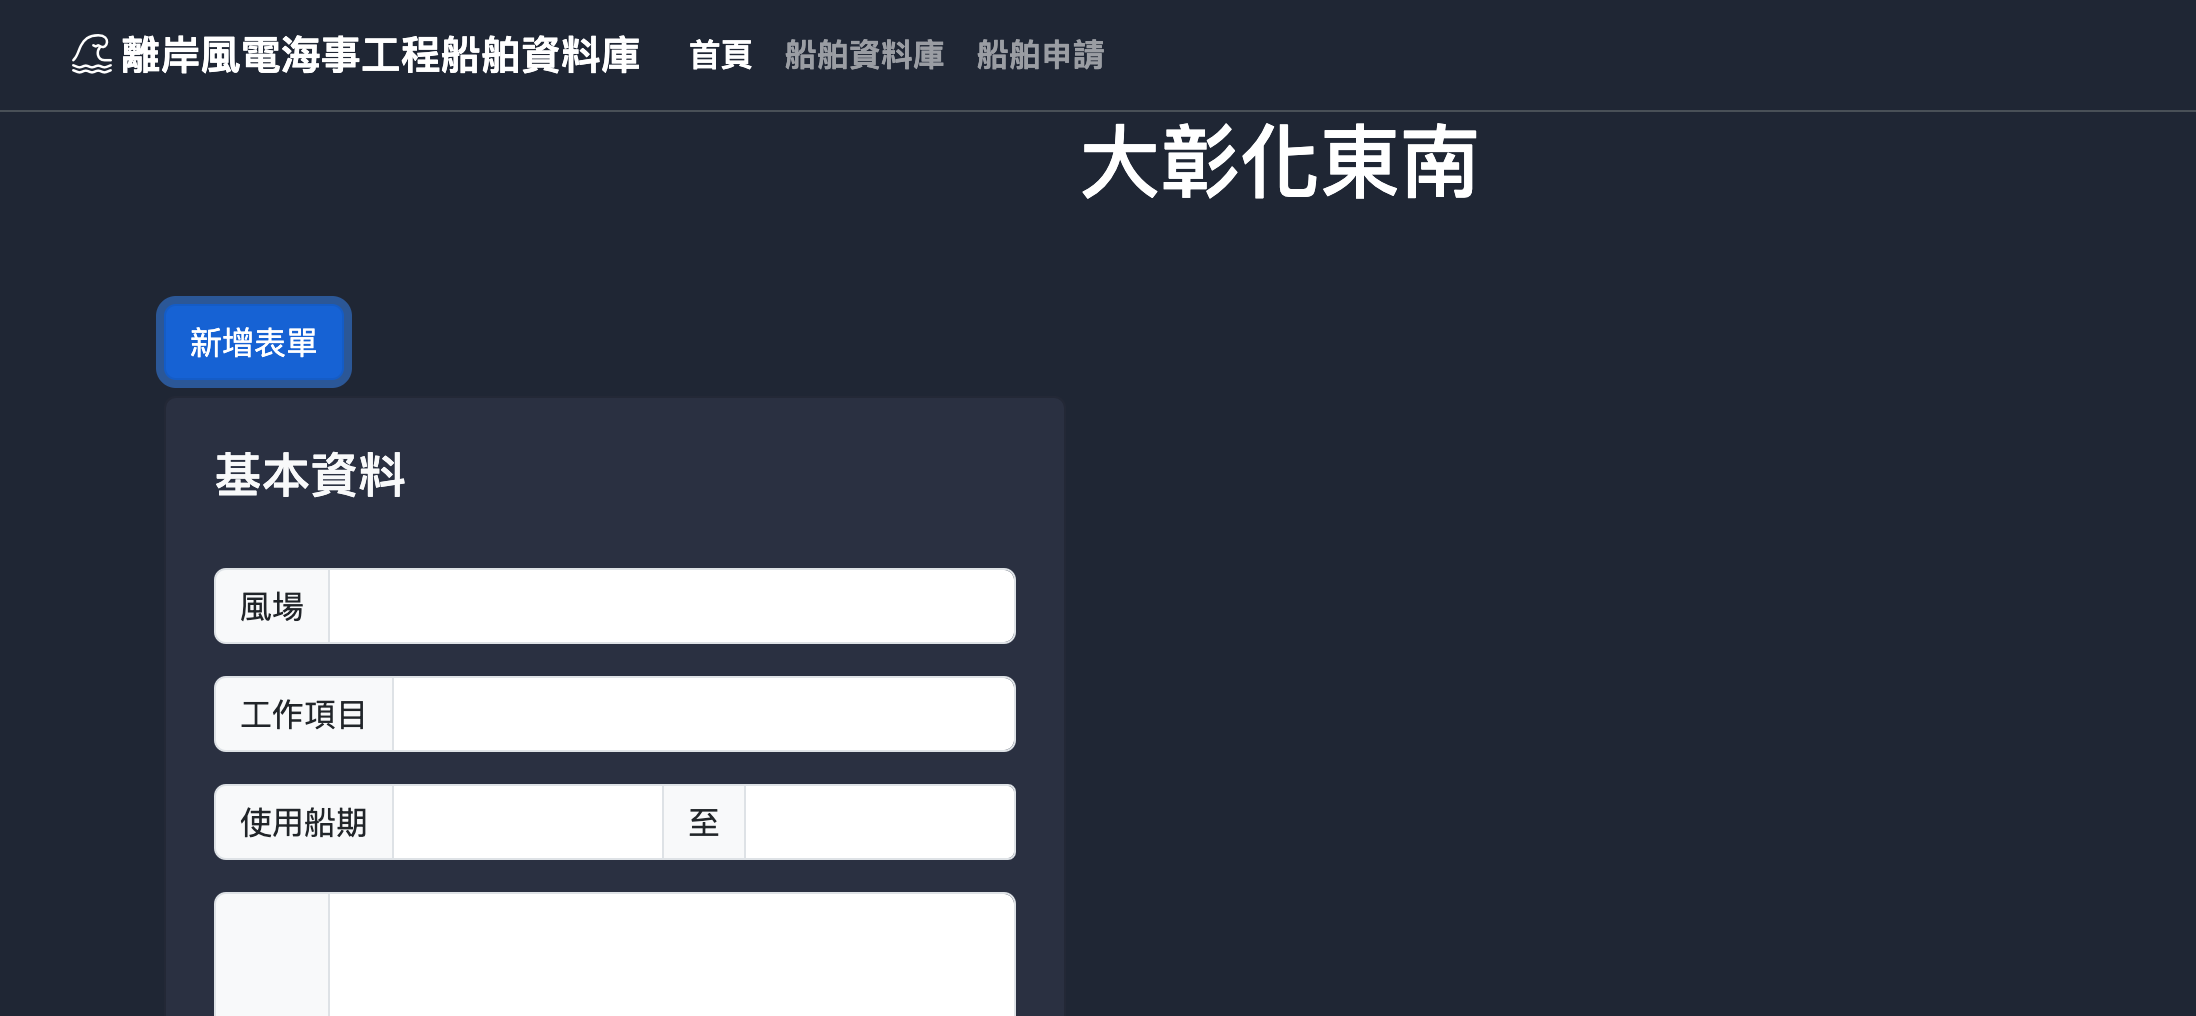 離岸風電海事工程船舶資料庫 首頁 船舶資料庫 船舶申請
大彰化東南
新增表單
基本資料
風場
工作項目
使用船期 至